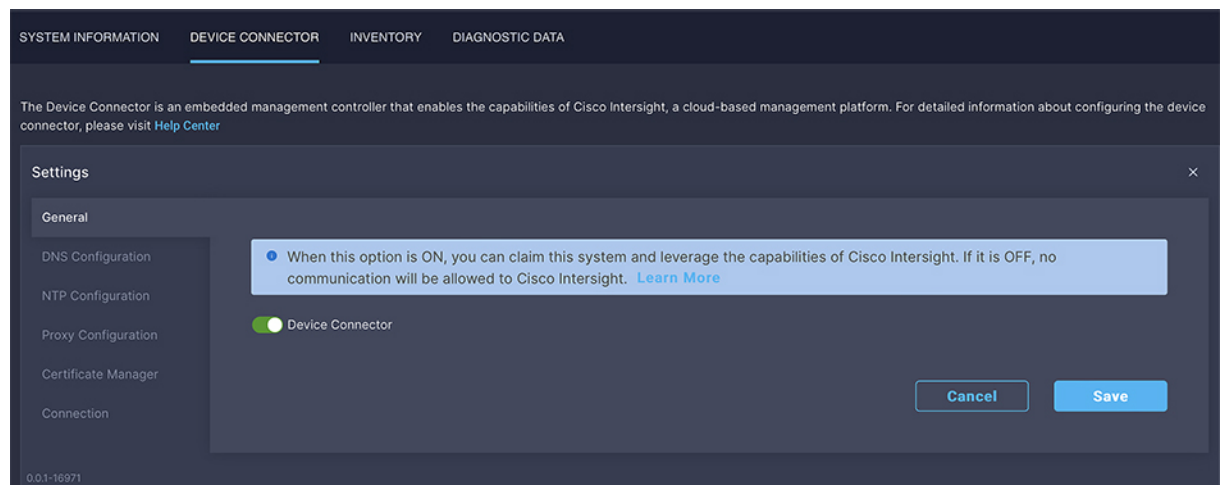 SYSTEM INFORMATION DEVICE CONNECTOR INVENTORY DIAGNOSTIC DATA
The Device Connector is an embedded management controller that enables the capabilities of Cisco Intersight, a cloud-based management platform. For detailed information about configuring the device
connector, please visit Help Center
Settings
General
DNS Configuration
NTP Configuration
Proxy Configuration
Certificate Manager
Connection
When this option is ON, you can claim this system and leverage the capabilities of Cisco Intersight. If it is OFF, no
communication will be allowed to Cisco Intersight. Learn More
Device Connector
Cancel Save
0.0.1-16971